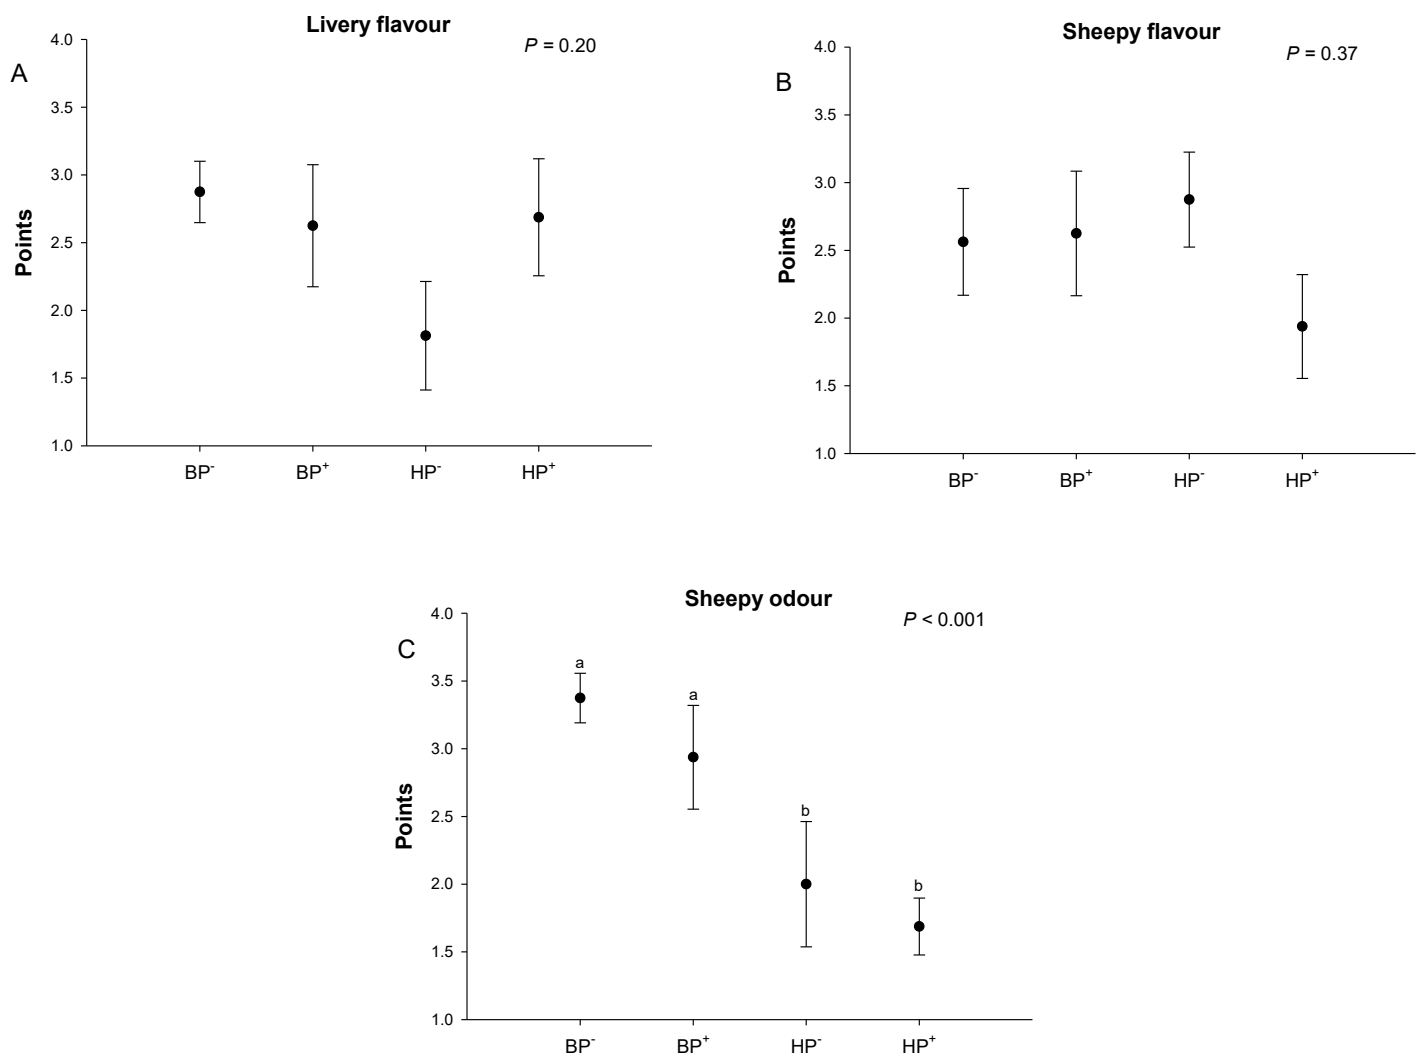 Livery flavour
P = 0.20
A
4.0
3.5
3.0
2.5
2.0
1.5
1.0
Points
BP- BP+ HP- HP+
Sheepy flavour
P = 0.37
B
4.0
3.5
3.0
2.5
2.0
1.5
1.0
Points
BP- BP+ HP- HP+
Sheepy odour
P < 0.001
C
4.0
3.5
3.0
2.5
2.0
1.5
1.0
Points
a
a
b
b
BP- BP+ HP- HP+